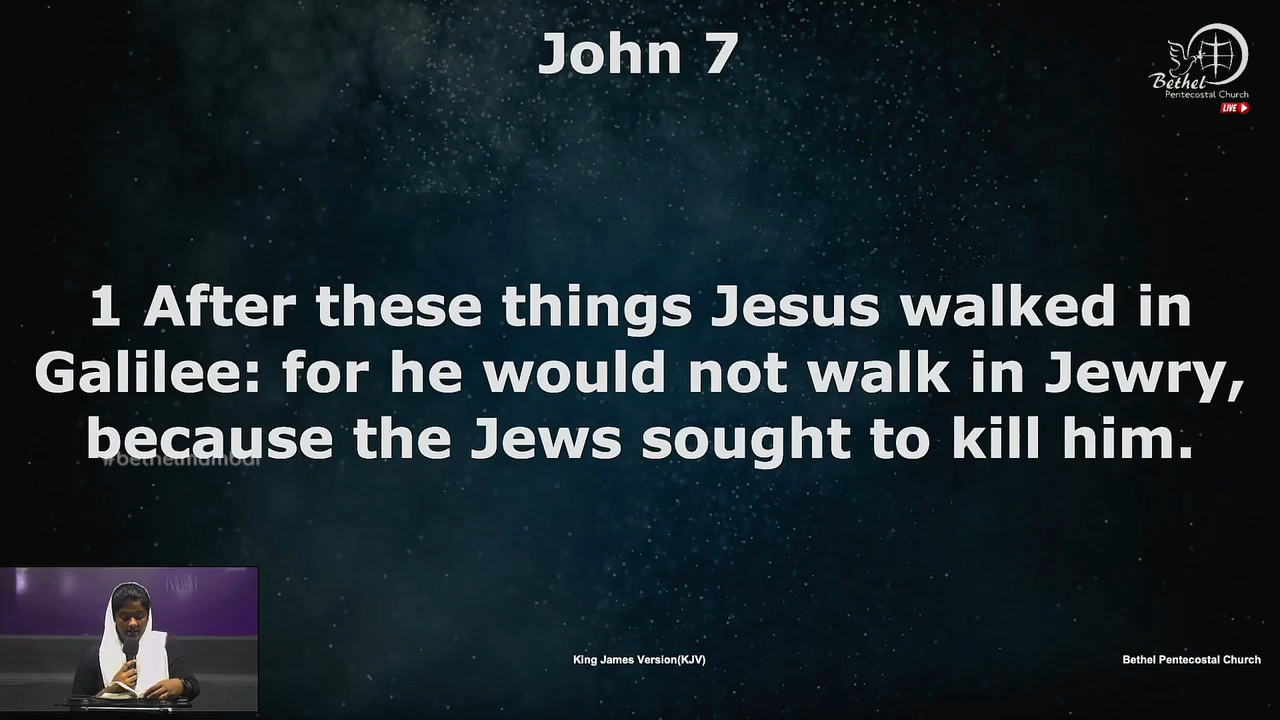 John 7
Bethel
Pentecostal Church
LIVE
1 After these things Jesus walked in
Galilee: for he would not walk in Jewry,
because the Jews sought to kill him.
King James Version(KJV)
Bethel Pentecostal Church